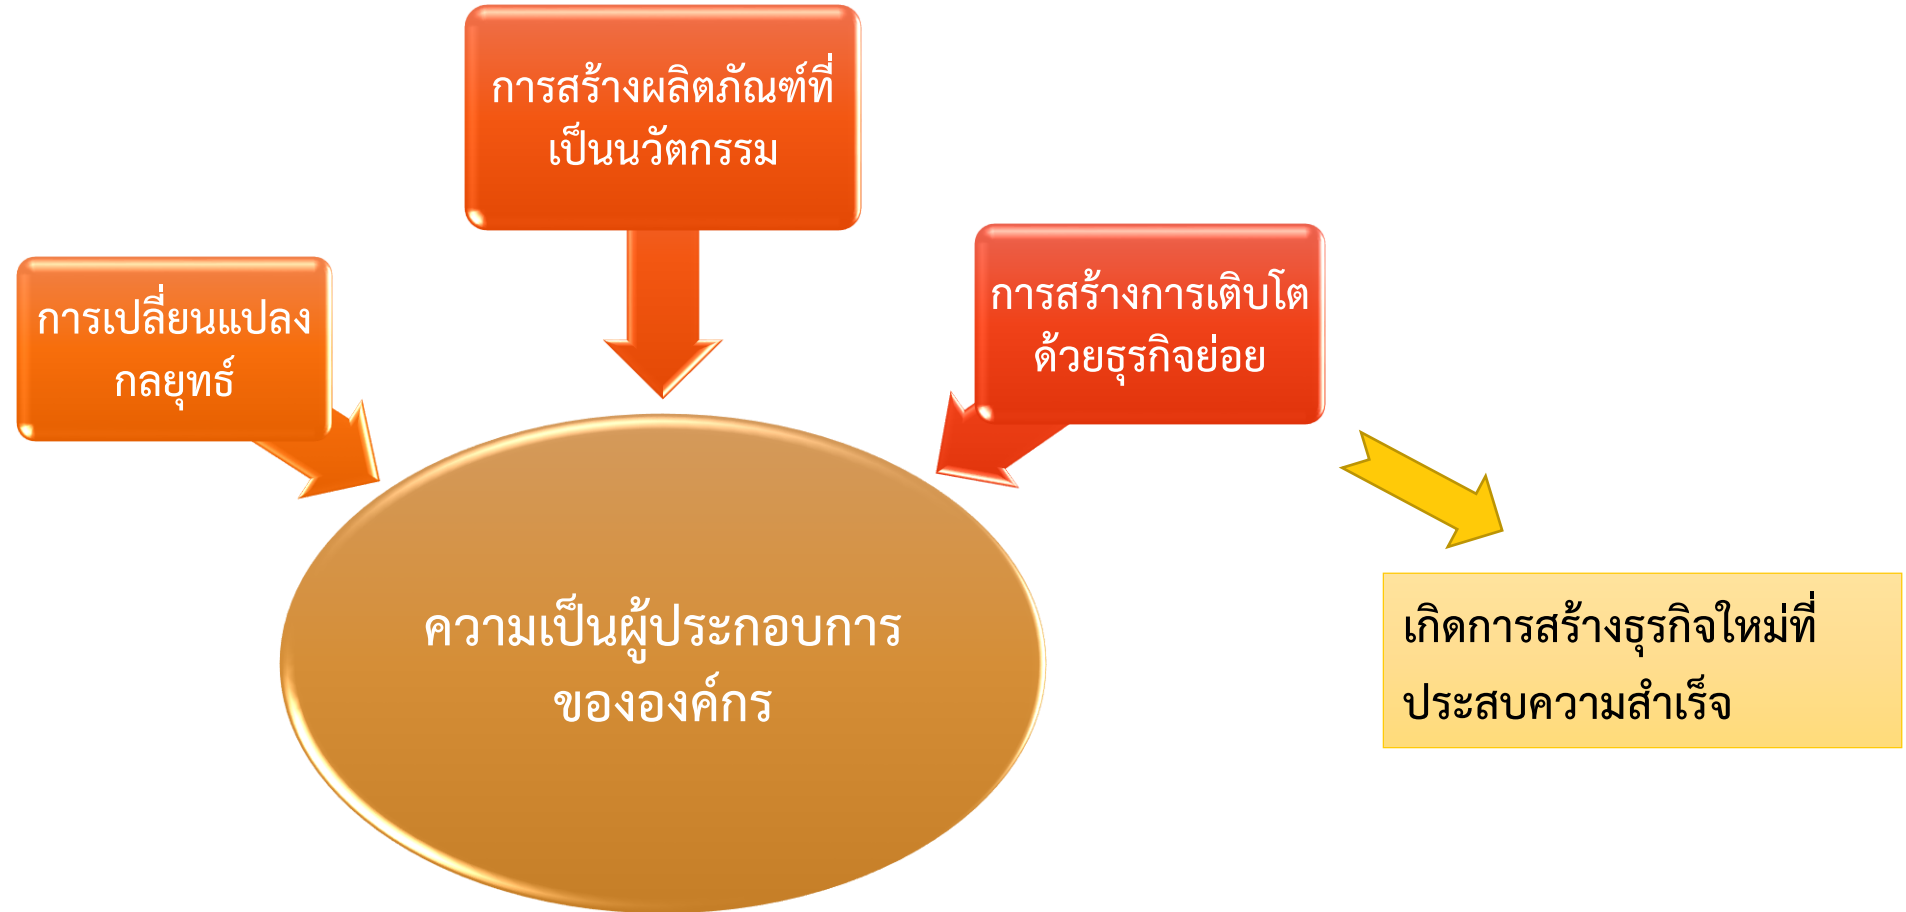 การสร้างผลิตภัณฑ์ที่
เป็นนวัตกรรม
การเปลี่ยนแปลง
กลยุทธ์
การสร้างการเติบโต
ด้วยธุรกิจย่อย
ความเป็นผู้ประกอบการ
ขององค์กร
เกิดการสร้างธุรกิจใหม่ที่
ประสบความสำเร็จ